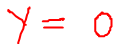 y = 0